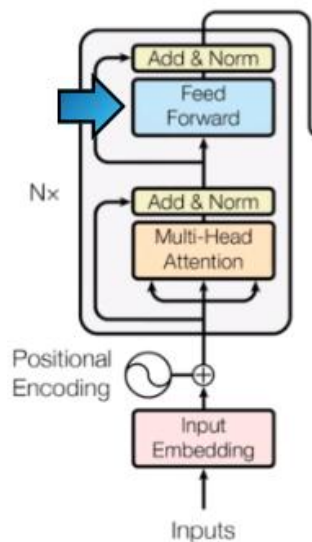 Add & Norm
Feed
Forward
N×
Add & Norm
Multi-Head
Attention
Positional
Encoding
Input
Embedding
Inputs